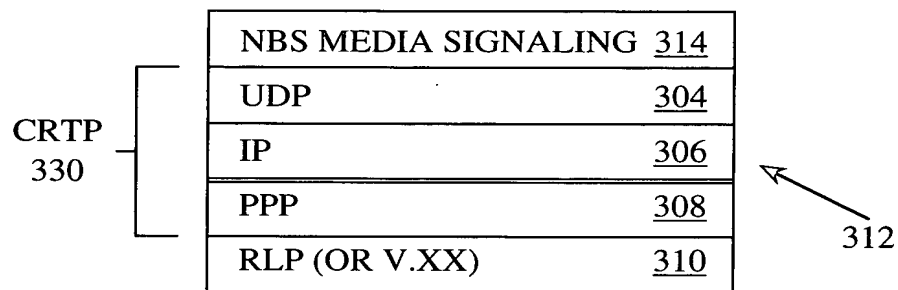 NBS MEDIA SIGNALING 314
UDP 304
CRTP
330
IP 306
PPP 308
312
RLP (OR V.XX) 310